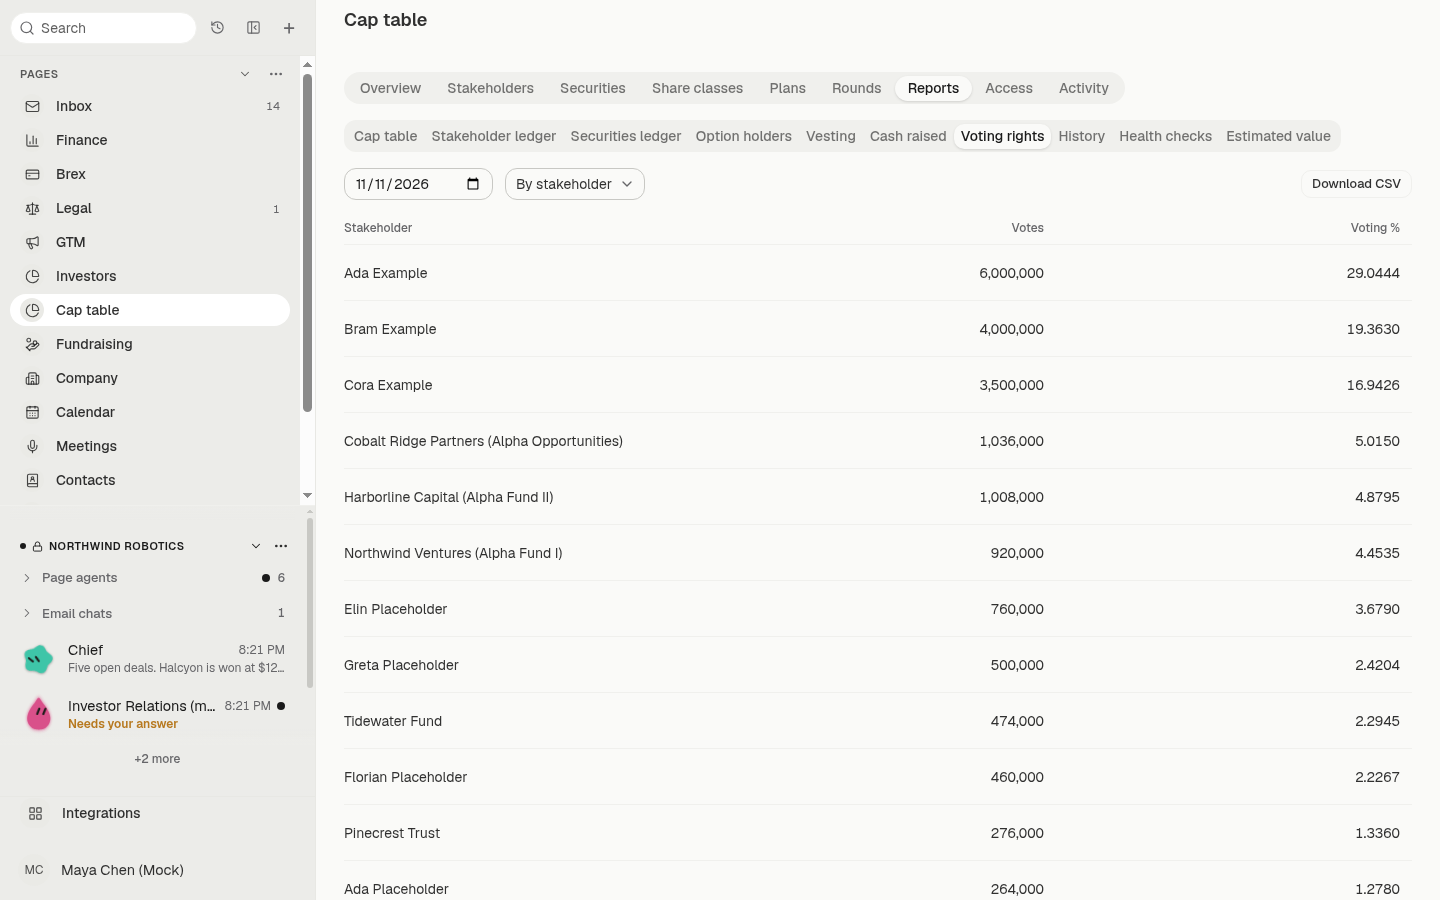 Search
PAGES
Inbox 14
Finance
Brex
Legal 1
GTM
Investors
Cap table
Fundraising
Company
Calendar
Meetings
Contacts
NORTHWIND ROBOTICS
Page agents 6
Email chats 1
Chief 8:21 PM
Five open deals. Halcyon is won at $12...
Investor Relations (m... 8:21 PM
Needs your answer
+2 more
Integrations
MC Maya Chen (Mock)
Cap table
Overview Stakeholders Securities Share classes Plans Rounds Reports Access Activity
Cap table Stakeholder ledger Securities ledger Option holders Vesting Cash raised Voting rights History Health checks Estimated value
11/11/2026 By stakeholder Download CSV
Stakeholder Votes Voting %
Ada Example 6,000,000 29.0444
Bram Example 4,000,000 19.3630
Cora Example 3,500,000 16.9426
Cobalt Ridge Partners (Alpha Opportunities) 1,036,000 5.0150
Harborline Capital (Alpha Fund II) 1,008,000 4.8795
Northwind Ventures (Alpha Fund I) 920,000 4.4535
Elin Placeholder 760,000 3.6790
Greta Placeholder 500,000 2.4204
Tidewater Fund 474,000 2.2945
Florian Placeholder 460,000 2.2267
Pinecrest Trust 276,000 1.3360
Ada Placeholder 264,000 1.2780